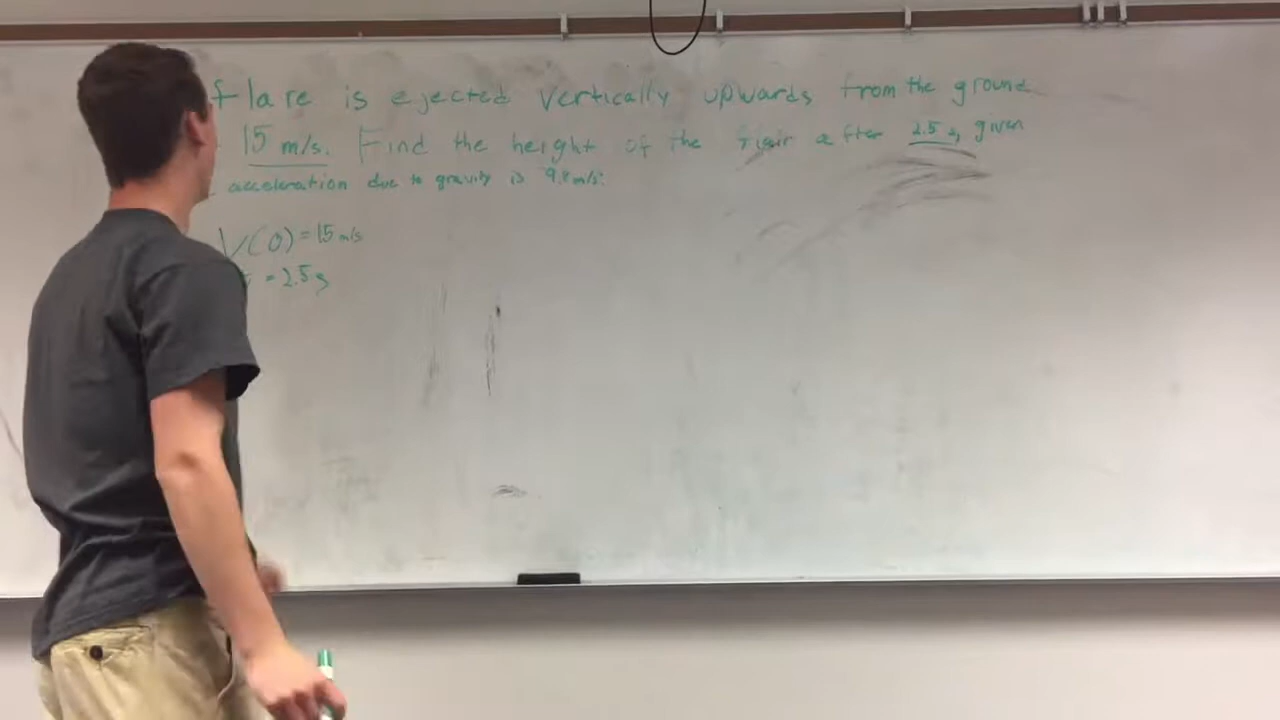 flare is ejected vertically upwards from the ground
15 m/s. Find the height of the after 2.5 s, given
acceleration due to gravity is 9.8 m/s.
V(0) = 15 m/s
= 2.5 s